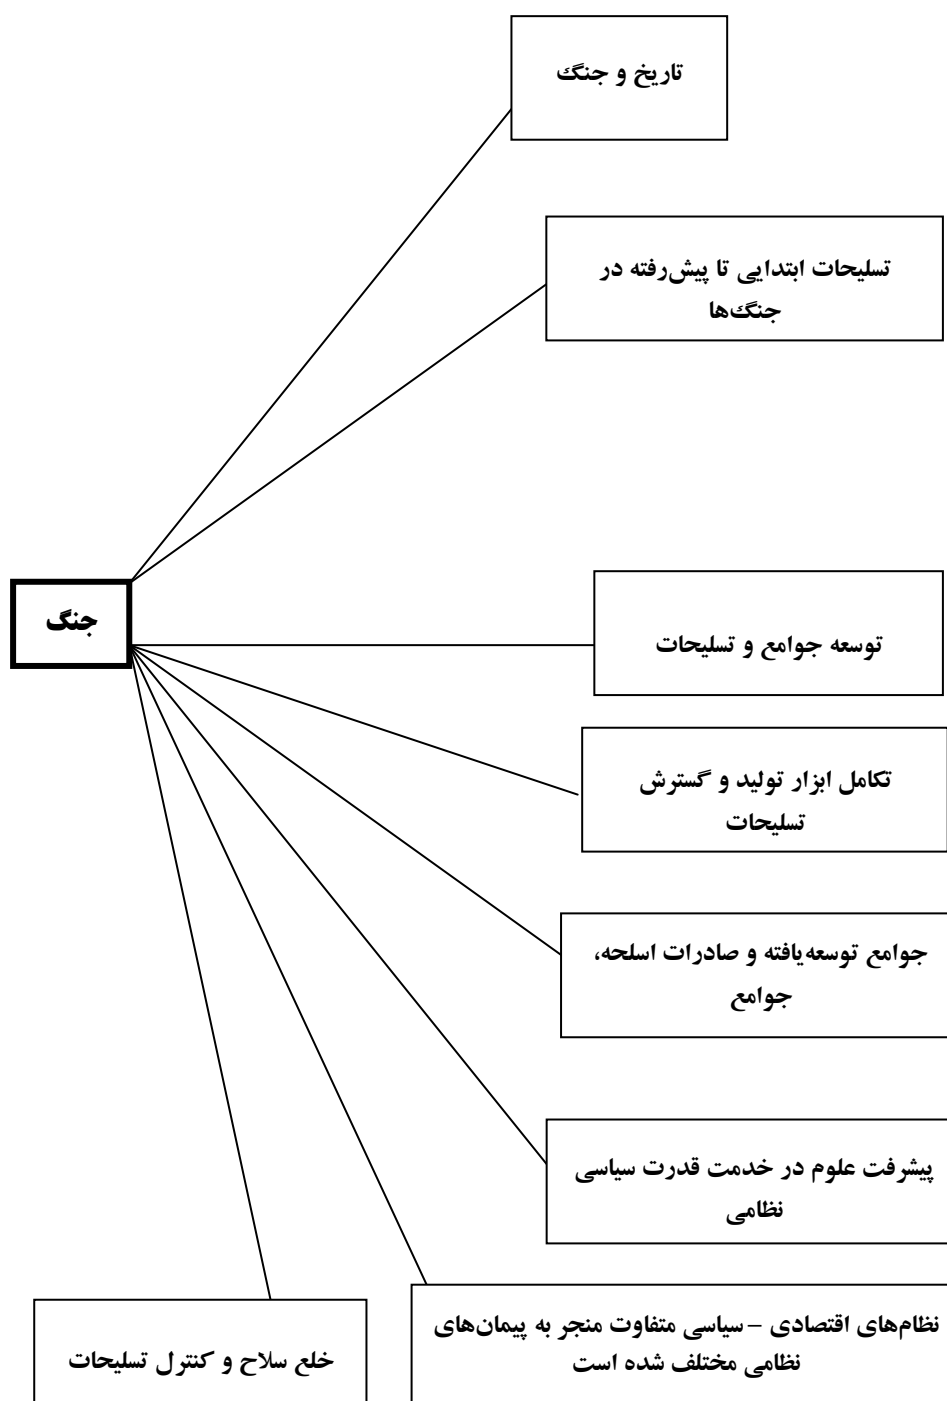 تاریخ و جنگ
تسلیحات ابتدایی تا پیش‌رفته در
جنگ‌ها
جنگ
توسعه جوامع و تسلیحات
تکامل ابزار تولید و گسترش
تسلیحات
جوامع توسعه‌یافته و صادرات اسلحه،
جوامع
پیشرفت علوم در خدمت قدرت سیاسی
نظامی
نظام‌های اقتصادی – سیاسی متفاوت منجر به پیمان‌های
نظامی مختلف شده است
خلع سلاح و کنترل تسلیحات